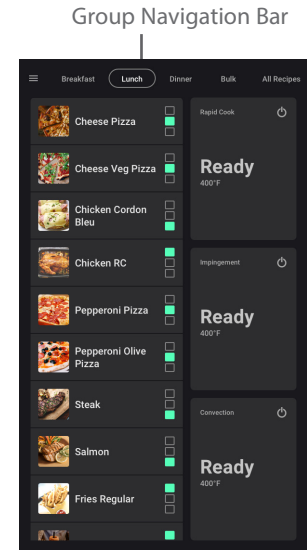 Group Navigation Bar
Breakfast Lunch Dinner Bulk All Recipes
Cheese Pizza
Cheese Veg Pizza
Chicken Cordon
Bleu
Chicken RC
Pepperoni Pizza
Pepperoni Olive
Pizza
Steak
Salmon
Fries Regular
Rapid Cook
Ready
400°F
Impingement
Ready
400°F
Convection
Ready
400°F